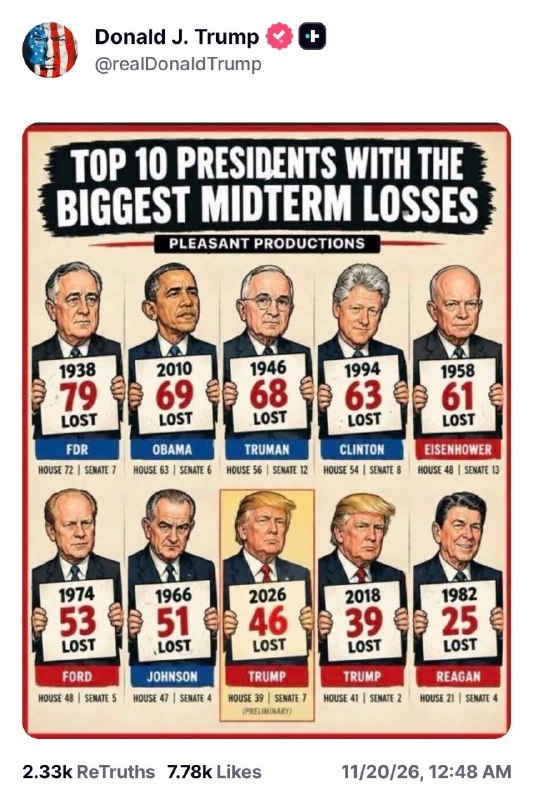 Donald J. Trump
@realDonaldTrump
TOP 10 PRESIDENTS WITH THE
BIGGEST MIDTERM LOSSES
PLEASANT PRODUCTIONS
1938
79
LOST
FDR
HOUSE 72 | SENATE 7
2010
69
LOST
OBAMA
HOUSE 63 | SENATE 6
1946
68
LOST
TRUMAN
HOUSE 56 | SENATE 12
1994
63
LOST
CLINTON
HOUSE 54 | SENATE 8
1958
61
LOST
EISENHOWER
HOUSE 48 | SENATE 13
1974
53
LOST
FORD
HOUSE 48 | SENATE 5
1966
51
LOST
JOHNSON
HOUSE 47 | SENATE 4
2026
46
LOST
TRUMP
HOUSE 39 | SENATE 7
(PRELIMINARY)
2018
39
LOST
TRUMP
HOUSE 41 | SENATE 2
1982
25
LOST
REAGAN
HOUSE 21 | SENATE 4
2.33k ReTruths 7.78k Likes 11/20/26, 12:48 AM